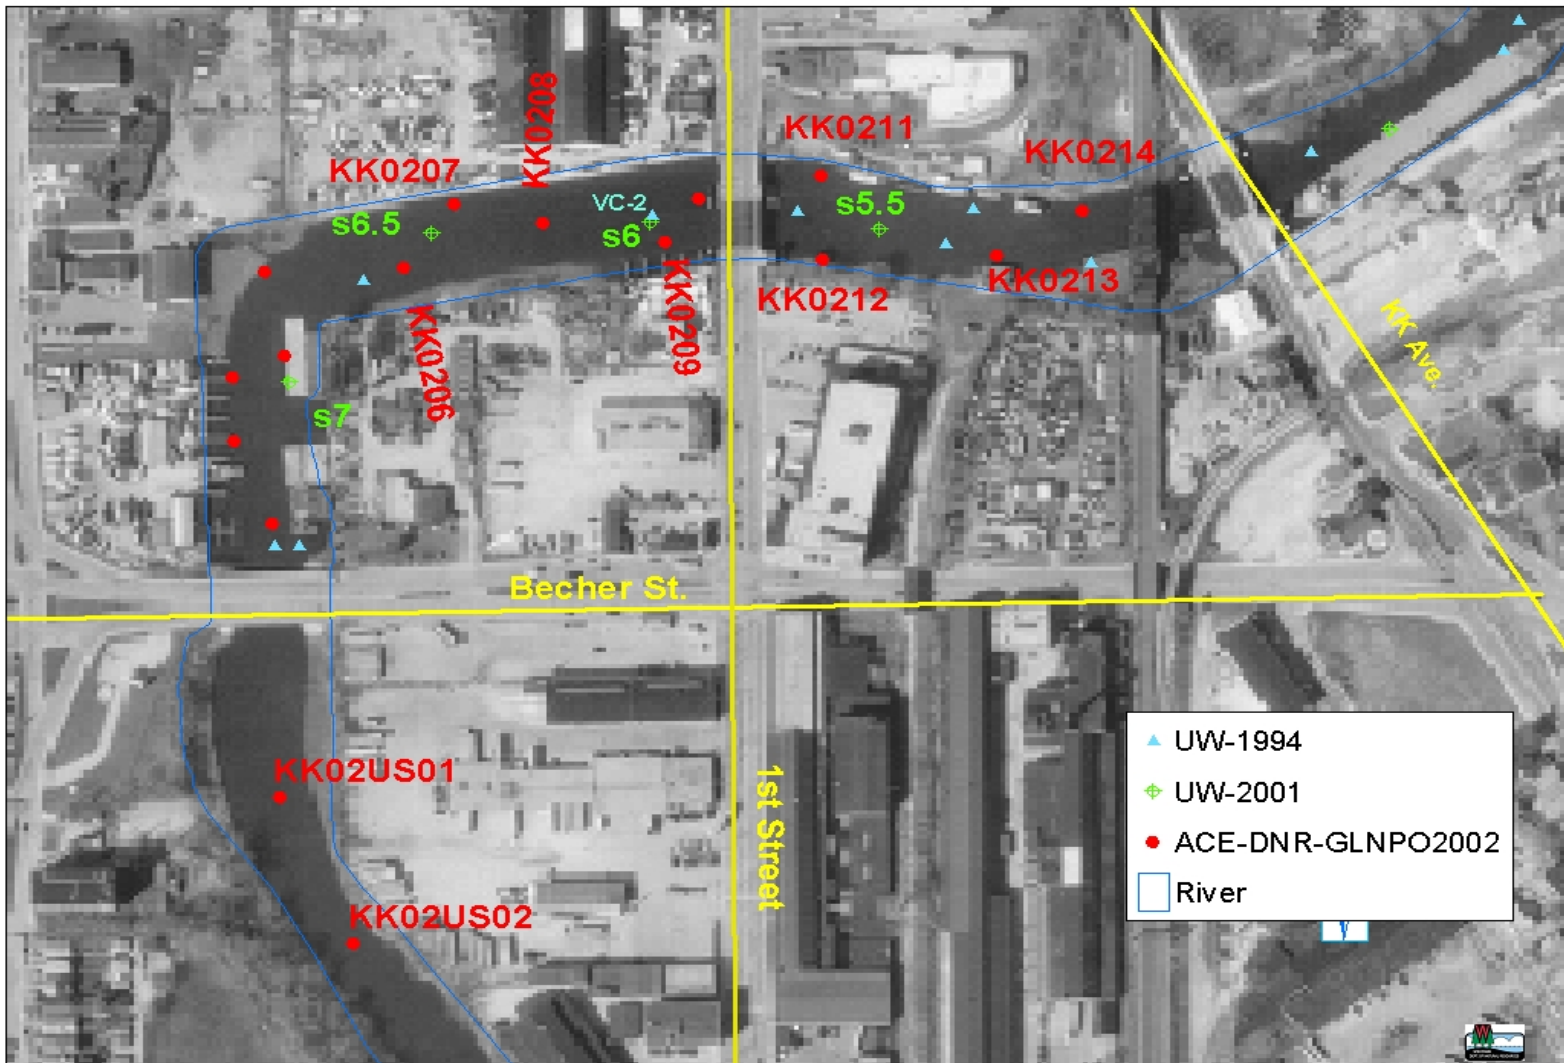 KK0208
KK0211
KK0214
KK0207
VC-2
s5.5
s6.5
s6
KK0213
KK0212
KK0209
KK0206
KK Ave.
s7
Becher St.
UW-1994
KK02US01
1st Street
UW-2001
ACE-DNR-GLNPO2002
River
KK02US02
W